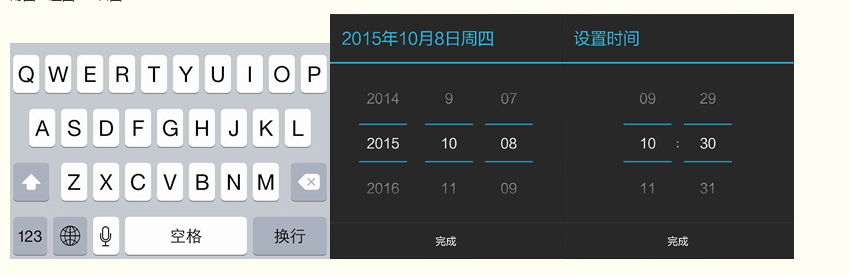 Q W E R T Y U I O P
A S D F G H J K L
Z X C V B N M
123 空格 换行
2015年10月8日周四
2014 9 07
2015 10 08
2016 11 09
完成
设置时间
09 29
10 : 30
11 31
完成